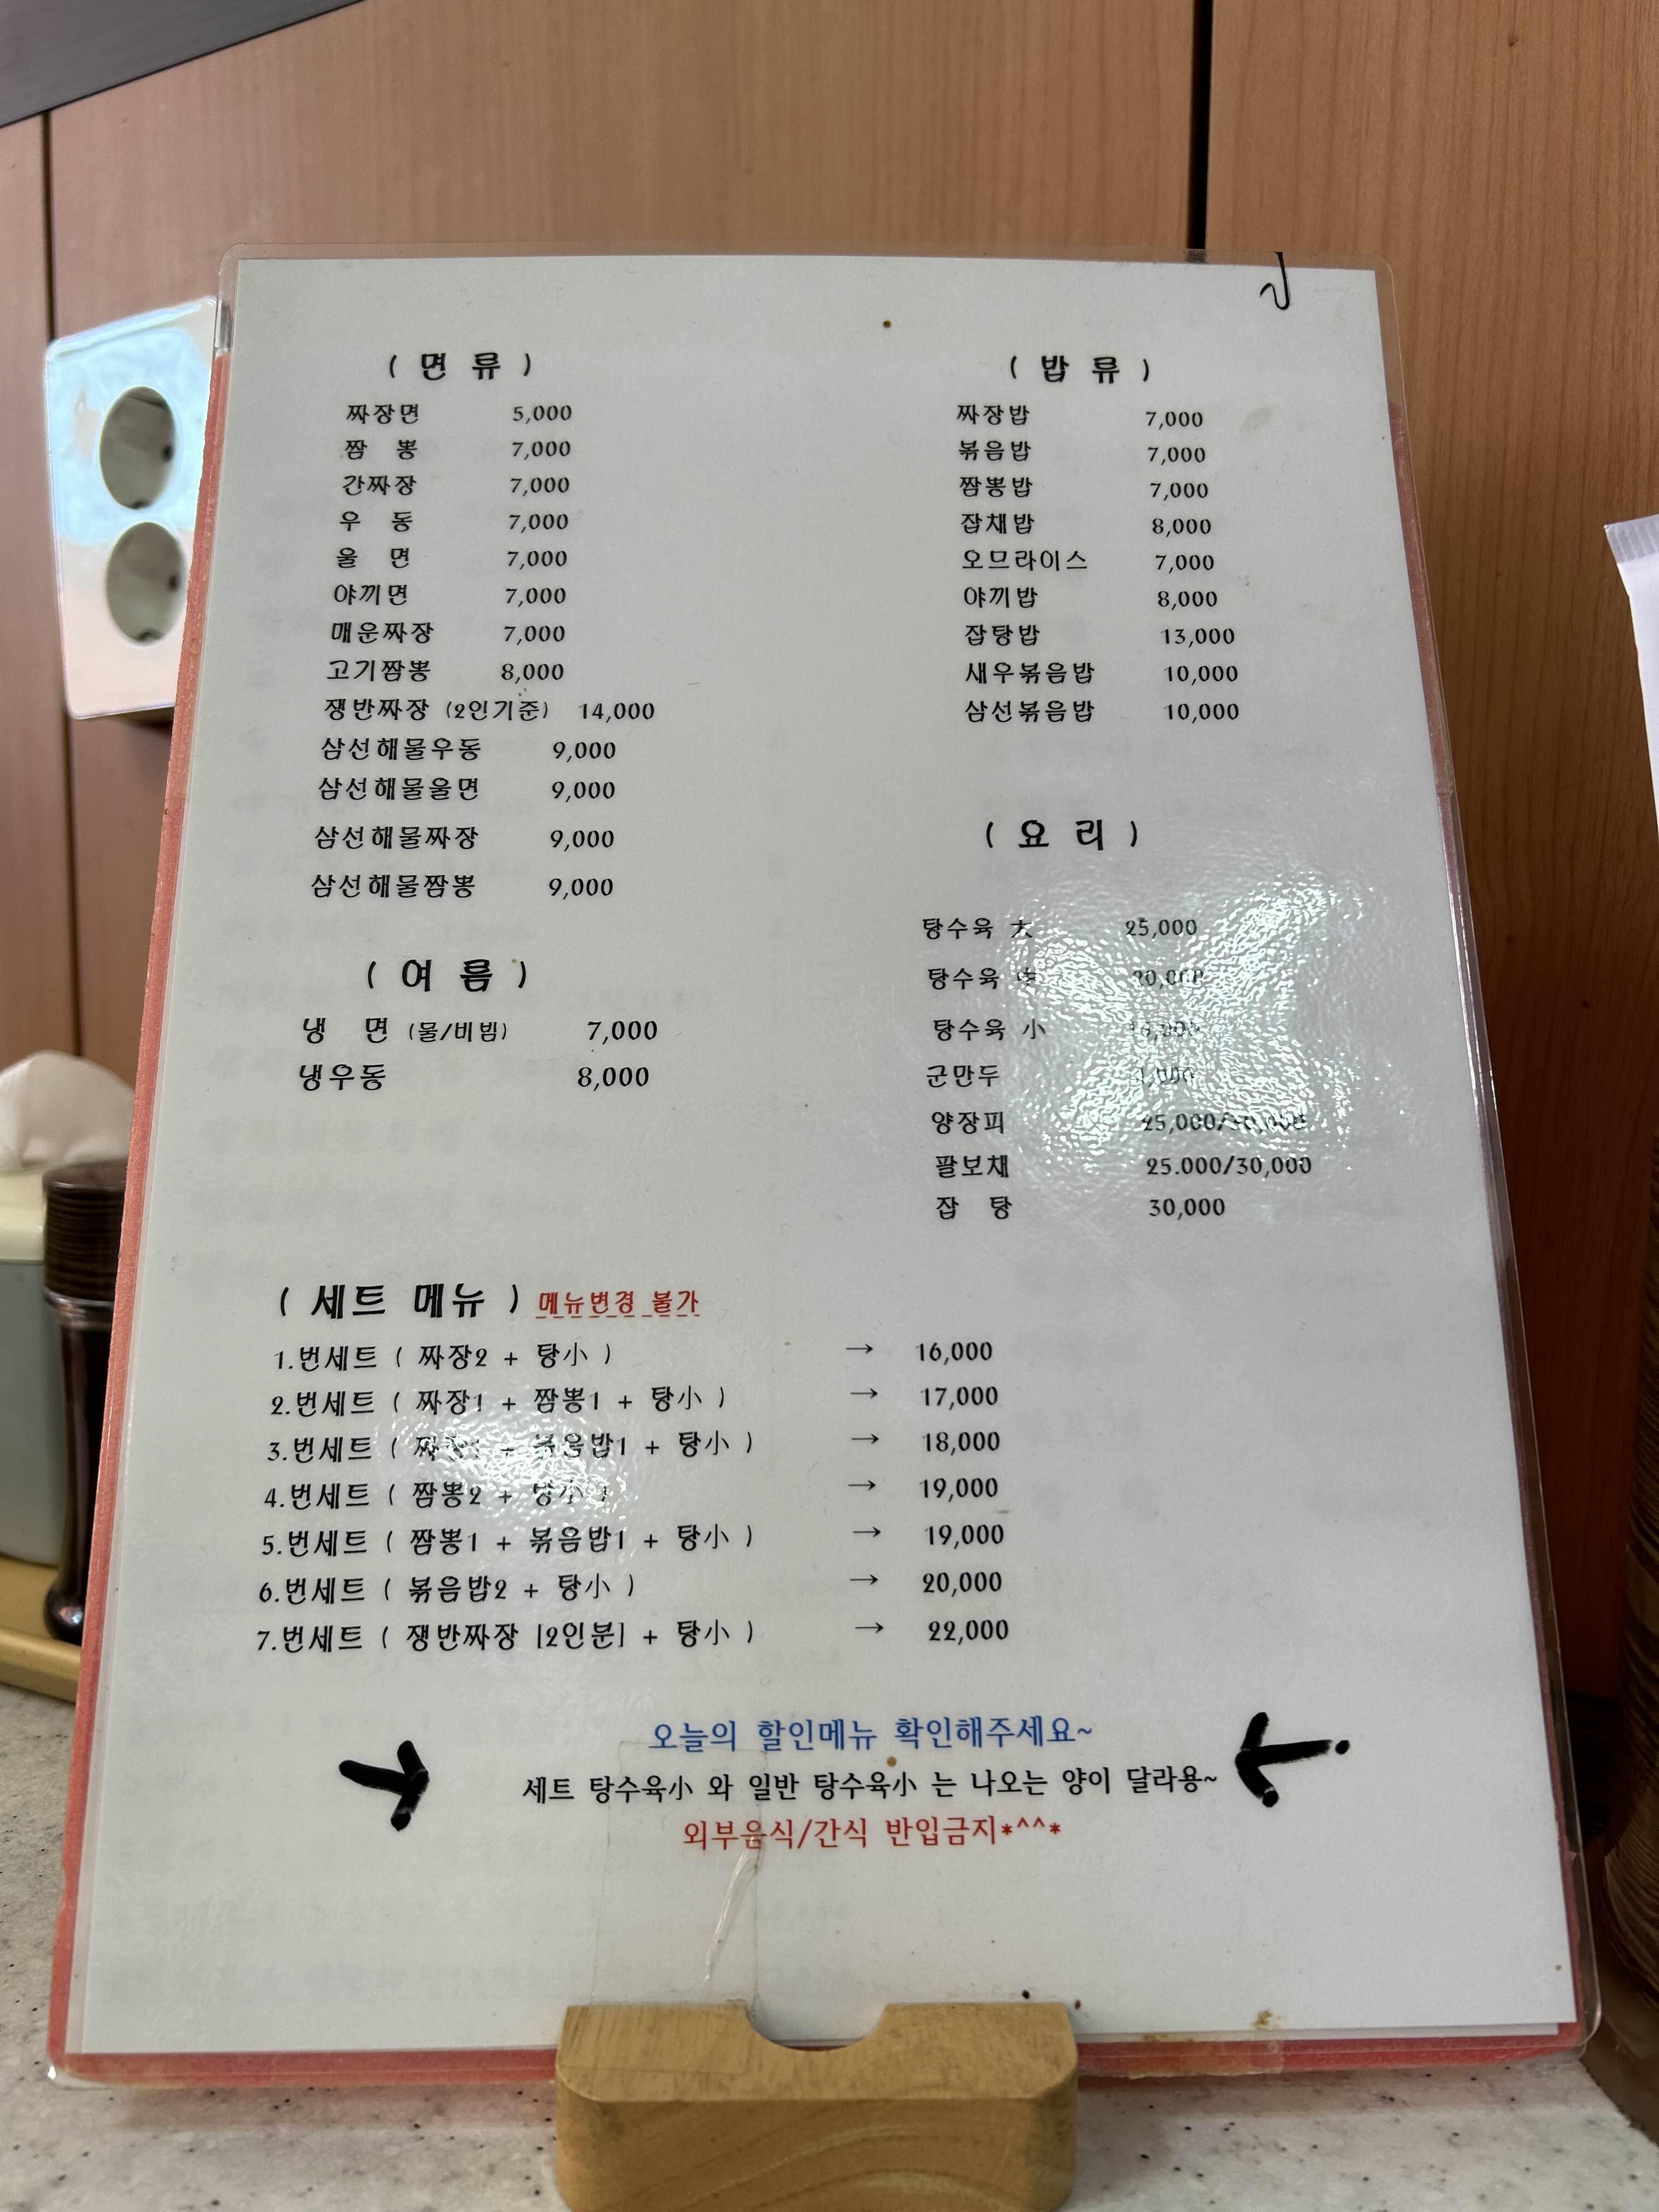 ( 면 류 )
짜장면 5,000
짬 뽕 7,000
간짜장 7,000
우 동 7,000
울 면 7,000
야끼면 7,000
매운짜장 7,000
고기짬뽕 8,000
쟁반짜장 (2인기준) 14,000
삼선해물우동 9,000
삼선해물울면 9,000
삼선해물짜장 9,000
삼선해물짬뽕 9,000
( 여 름 )
냉 면 (물/비빔) 7,000
냉우동 8,000
( 밥 류 )
짜장밥 7,000
볶음밥 7,000
짬뽕밥 7,000
잡채밥 8,000
오므라이스 7,000
야끼밥 8,000
잡탕밥 13,000
새우볶음밥 10,000
삼선볶음밥 10,000
( 요 리 )
탕수육 大 25,000
탕수육 20,000
탕수육 小
군만두
양장피 25,000/30,000
팔보채 25.000/30,000
잡 탕 30,000
( 세트 메뉴 ) 메뉴변경 불가
1.번세트 ( 짜장2 + 탕小 ) → 16,000
2.번세트 ( 짜장1 + 짬뽕1 + 탕小 ) → 17,000
3.번세트 ( 짜장1 + 볶음밥1 + 탕小 ) → 18,000
4.번세트 ( 짬뽕2 + 탕小 ) → 19,000
5.번세트 ( 짬뽕1 + 볶음밥1 + 탕小 ) → 19,000
6.번세트 ( 볶음밥2 + 탕小 ) → 20,000
7.번세트 ( 쟁반짜장 [2인분] + 탕小 ) → 22,000
오늘의 할인메뉴 확인해주세요~
세트 탕수육小 와 일반 탕수육小 는 나오는 양이 달라용~
외부음식/간식 반입금지*^^*